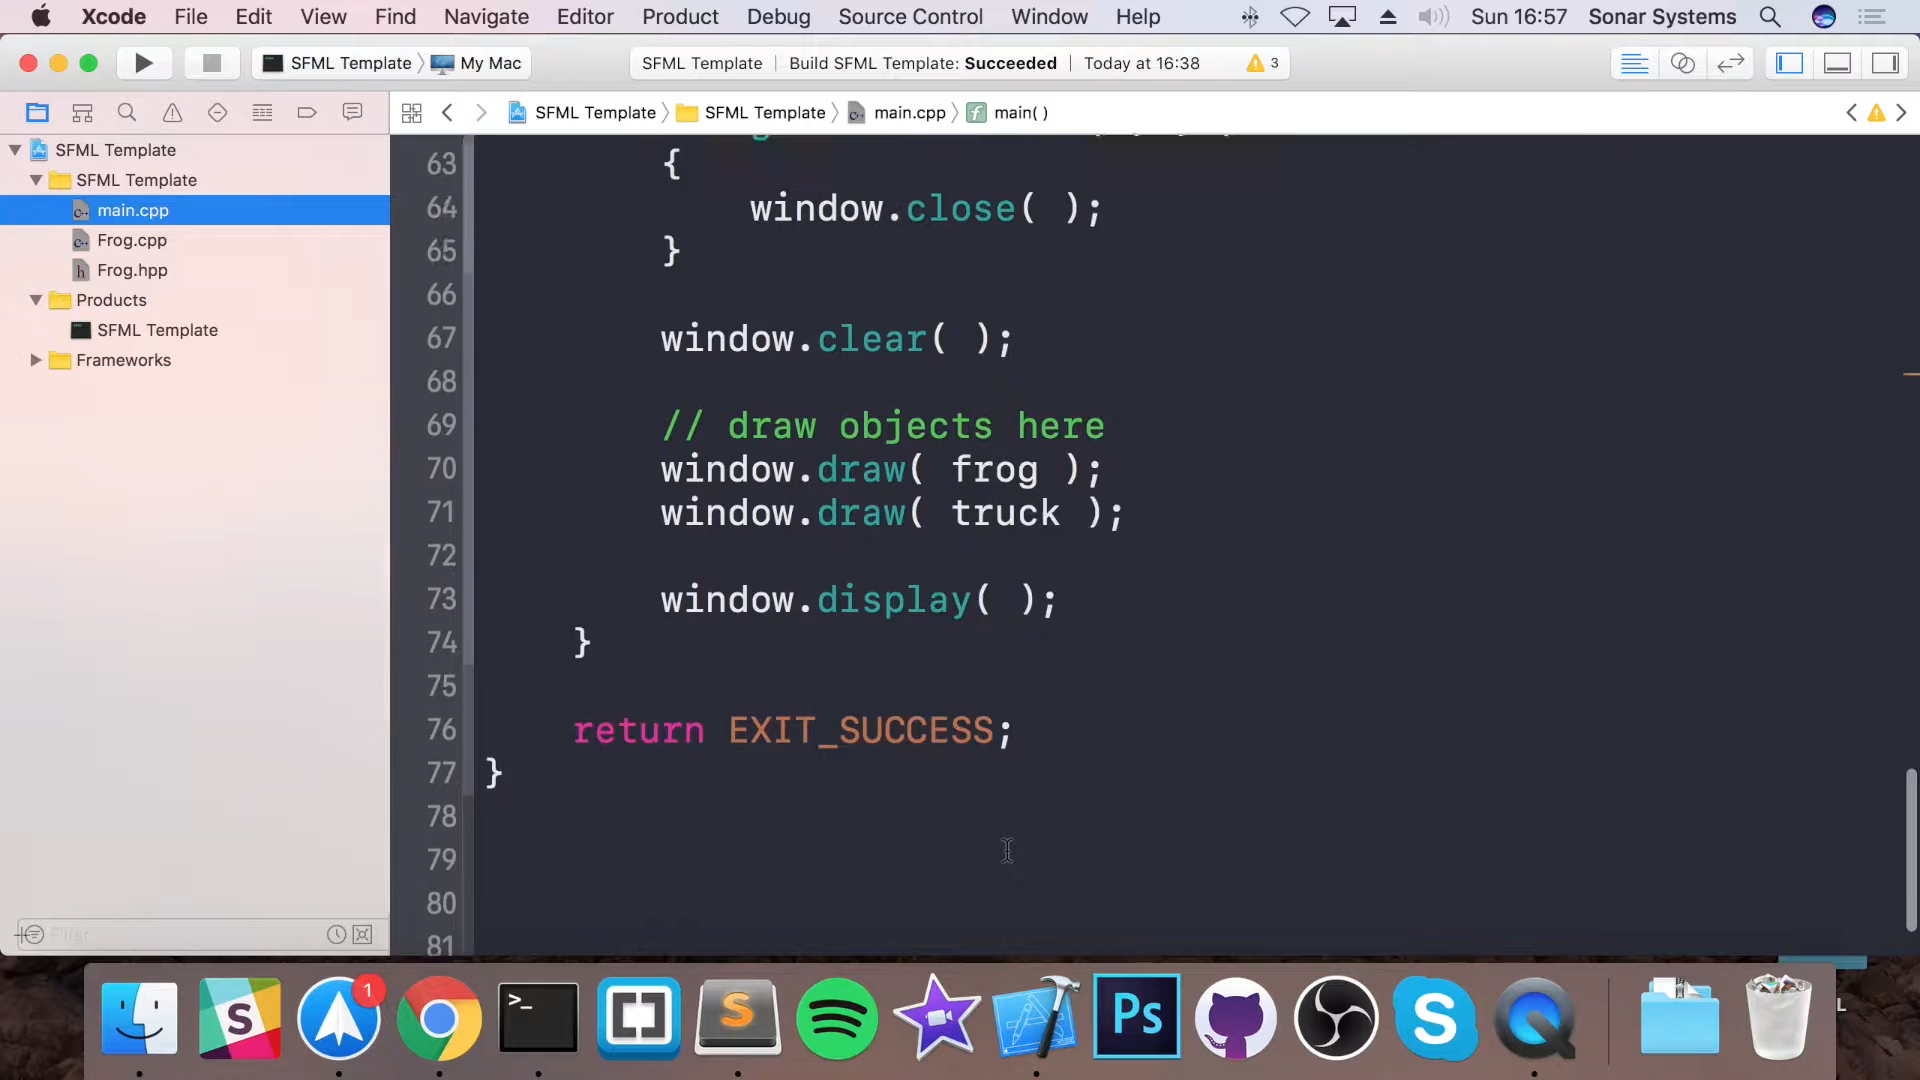 Xcode File Edit View Find Navigate Editor Product Debug Source Control Window Help Sun 16:57 Sonar Systems
SFML Template My Mac SFML Template Build SFML Template: Succeeded Today at 16:38 3
SFML Template SFML Template main.cpp main( )
SFML Template
SFML Template
main.cpp
Frog.cpp
Frog.hpp
Products
SFML Template
Frameworks
Filter
63 {
64 window.close( );
65 }
66
67 window.clear( );
68
69 // draw objects here
70 window.draw( frog );
71 window.draw( truck );
72
73 window.display( );
74 }
75
76 return EXIT_SUCCESS;
77 }
78
79
80
81
1
Ps